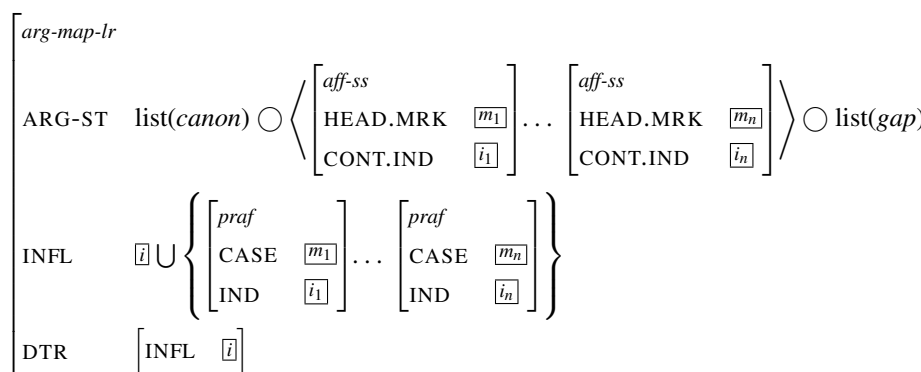 arg-map-lr
ARG-ST list(canon) ◯ ⟨ [aff-ss HEAD.MRK m₁ CONT.IND i₁] ... [aff-ss HEAD.MRK mₙ CONT.IND iₙ] ⟩ ◯ list(gap)
INFL i ∪ { [praf CASE m₁ IND i₁] ... [praf CASE mₙ IND iₙ] }
DTR [INFL i]